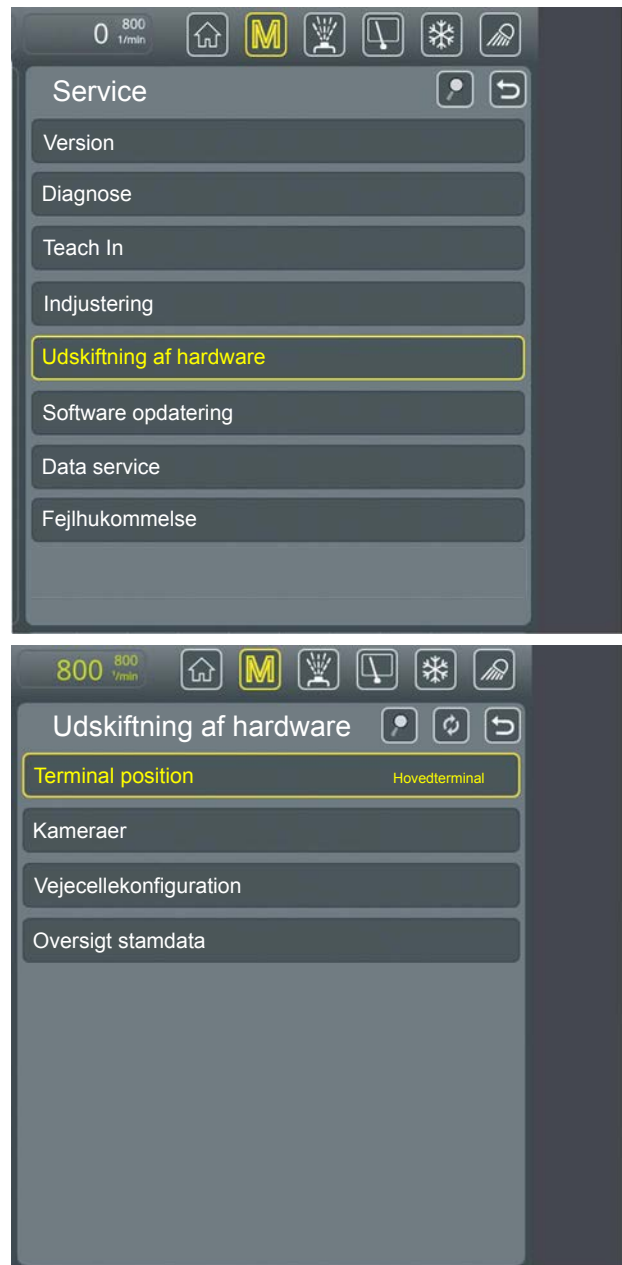 0 800 1/min M
Service
Version
Diagnose
Teach In
Indjustering
Udskiftning af hardware
Software opdatering
Data service
Fejlhukommelse
800 800 1/min M
Udskiftning af hardware
Terminal position Hovedterminal
Kameraer
Vejecellekonfiguration
Oversigt stamdata